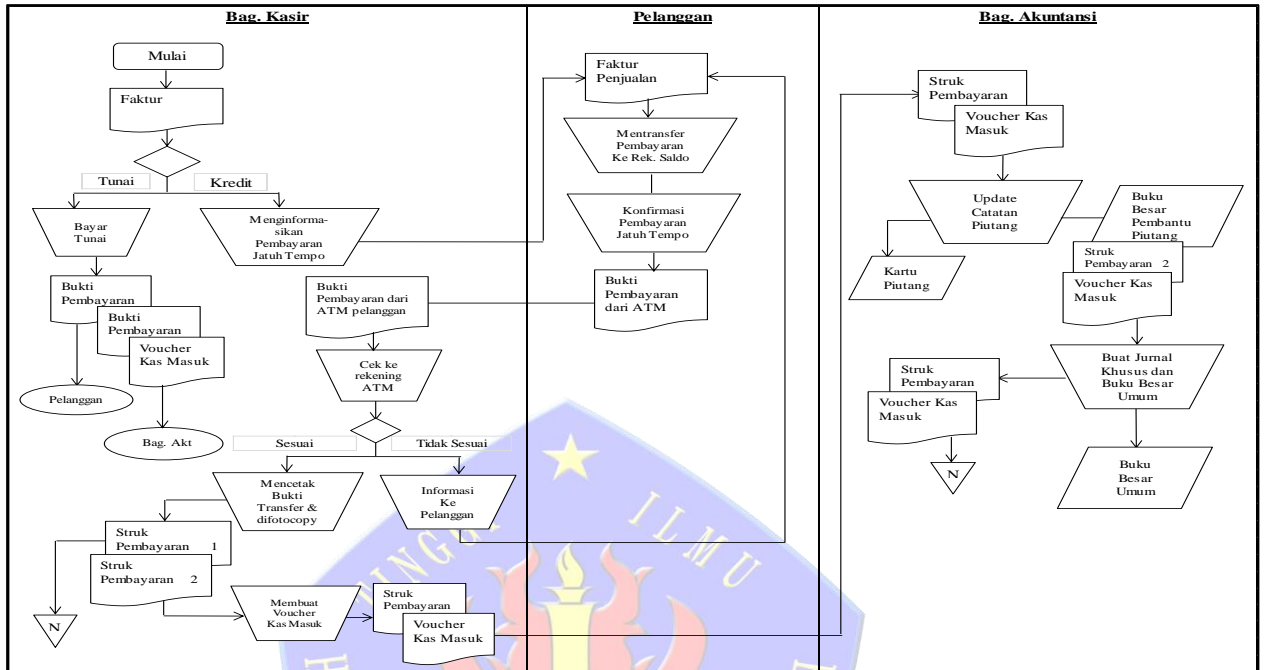 Bag. Kasir
Mulai
Faktur
Tunai
Kredit
Bayar
Tunai
Menginforma-
sikan
Pembayaran
Jatuh Tempo
Bukti
Pembayaran
Bukti
Pembayaran
Voucher
Kas Masuk
Pelanggan
Bag. Akt
Bukti
Pembayaran dari
ATM pelanggan
Cek ke
rekening
ATM
Sesuai
Tidak Sesuai
Mencetak
Bukti
Transfer &
difotocopy
Informasi
Ke
Pelanggan
Struk
Pembayaran 1
Struk
Pembayaran 2
N
Membuat
Voucher
Kas Masuk
Struk
Pembayaran
Voucher
Kas Masuk
Pelanggan
Faktur
Penjualan
Mentransfer
Pembayaran
Ke Rek. Saldo
Konfirmasi
Pembayaran
Jatuh Tempo
Bukti
Pembayaran
dari ATM
Bag. Akuntansi
Struk
Pembayaran
Voucher Kas
Masuk
Update
Catatan
Piutang
Buku
Besar
Pembantu
Piutang
Kartu
Piutang
Struk
Pembayaran 2
Voucher Kas
Masuk
Buat Jurnal
Khusus dan
Buku Besar
Umum
Struk
Pembayaran
Voucher Kas
Masuk
N
Buku
Besar
Umum
ILMU